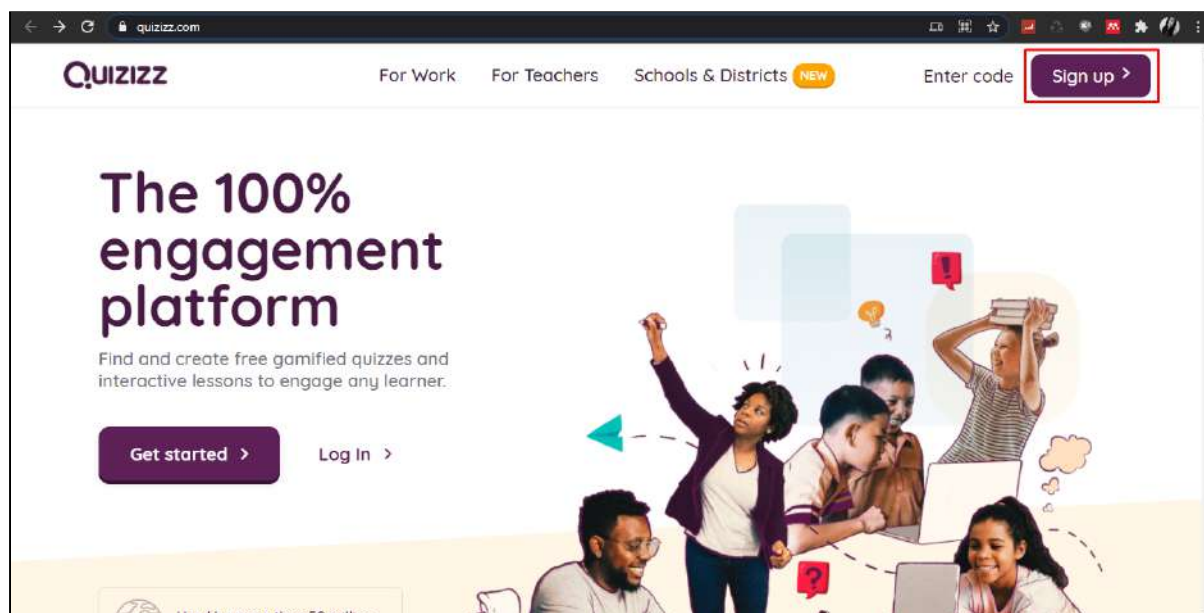 quizizz.com
QUIZIZZ
For Work For Teachers Schools & Districts NEW Enter code Sign up >
The 100%
engagement
platform
Find and create free gamified quizzes and
interactive lessons to engage any learner.
Get started > Log In >